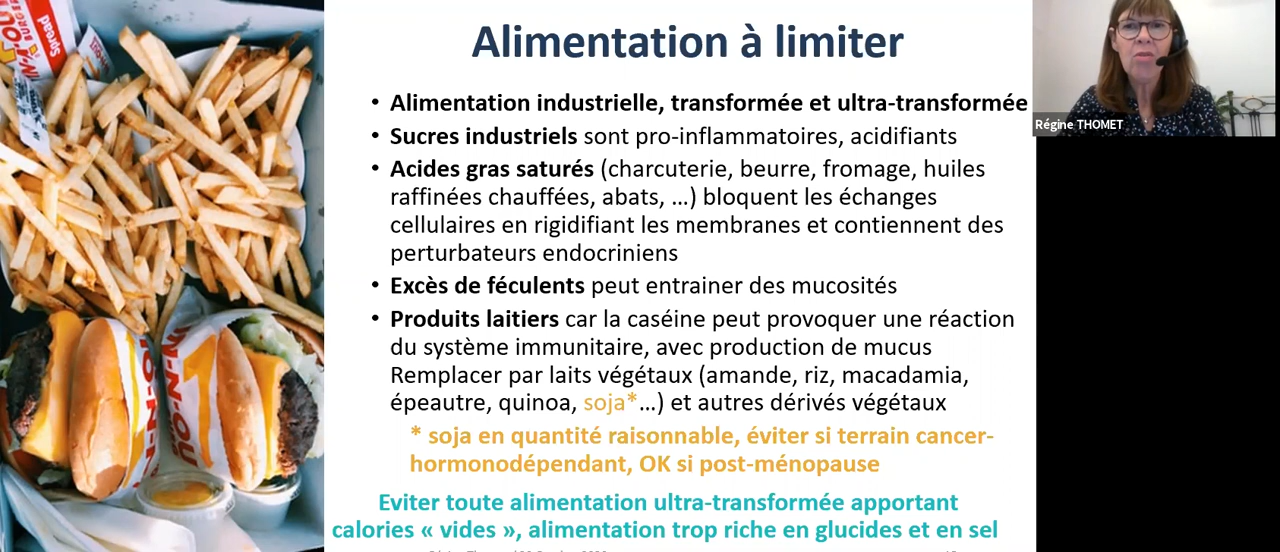 Alimentation à limiter
• Alimentation industrielle, transformée et ultra-transformée
• Sucres industriels sont pro-inflammatoires, acidifiants
• Acides gras saturés (charcuterie, beurre, fromage, huiles
raffinées chauffées, abats, …) bloquent les échanges
cellulaires en rigidifiant les membranes et contiennent des
perturbateurs endocriniens
• Excès de féculents peut entrainer des mucosités
• Produits laitiers car la caséine peut provoquer une réaction
du système immunitaire, avec production de mucus
Remplacer par laits végétaux (amande, riz, macadamia,
épeautre, quinoa, soja*…) et autres dérivés végétaux
* soja en quantité raisonnable, éviter si terrain cancer-
hormonodépendant, OK si post-ménopause
Eviter toute alimentation ultra-transformée apportant
calories « vides », alimentation trop riche en glucides et en sel
Régine THOMET
Spread